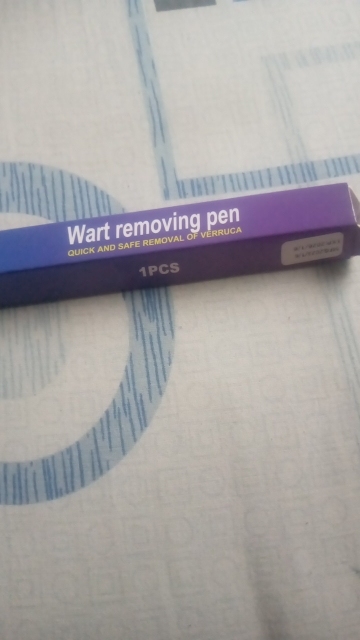 Wart removing pen
QUICK AND SAFE REMOVAL OF VERRUCA
1PCS